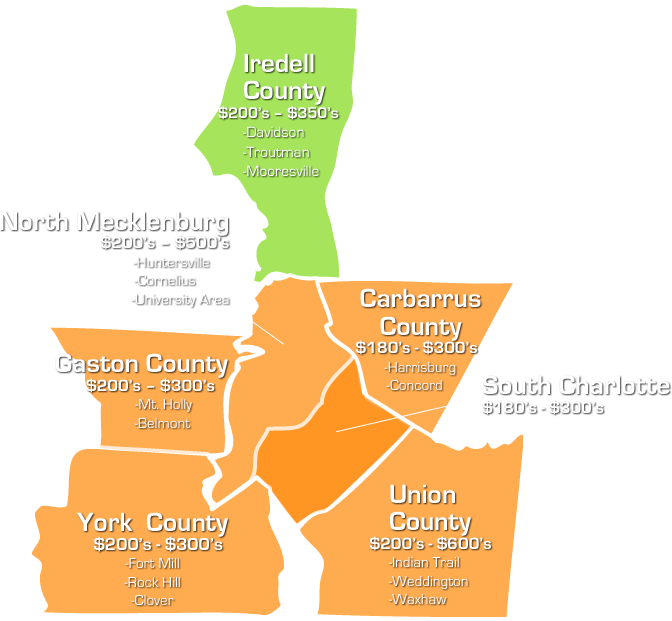 Iredell
County
$200's – $350's
-Davidson
-Troutman
-Mooresville
North Mecklenburg
$200's – $500's
-Huntersville
-Cornelius
-University Area
Carbarrus
County
$180's - $300's
-Harrisburg
-Concord
Gaston County
$200's – $300's
-Mt. Holly
-Belmont
South Charlotte
$180's - $300's
York County
$200's - $300's
-Fort Mill
-Rock Hill
-Clover
Union
County
$200's - $600's
-Indian Trail
-Weddington
-Waxhaw